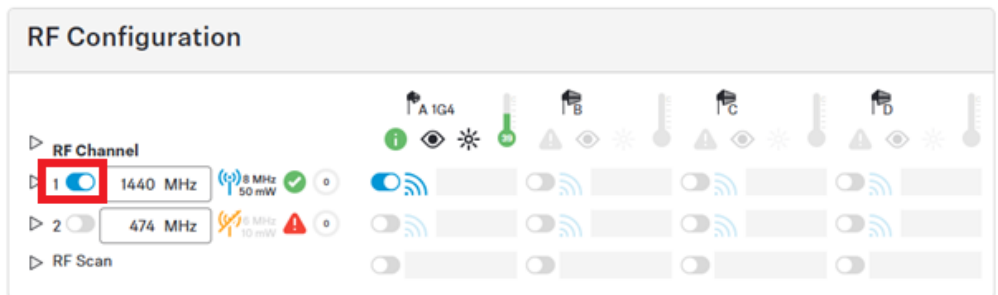 RF Configuration
A 1G4 B C D
39
RF Channel
1 1440 MHz 8 MHz 50 mW 0
2 474 MHz 6 MHz 10 mW 0
RF Scan